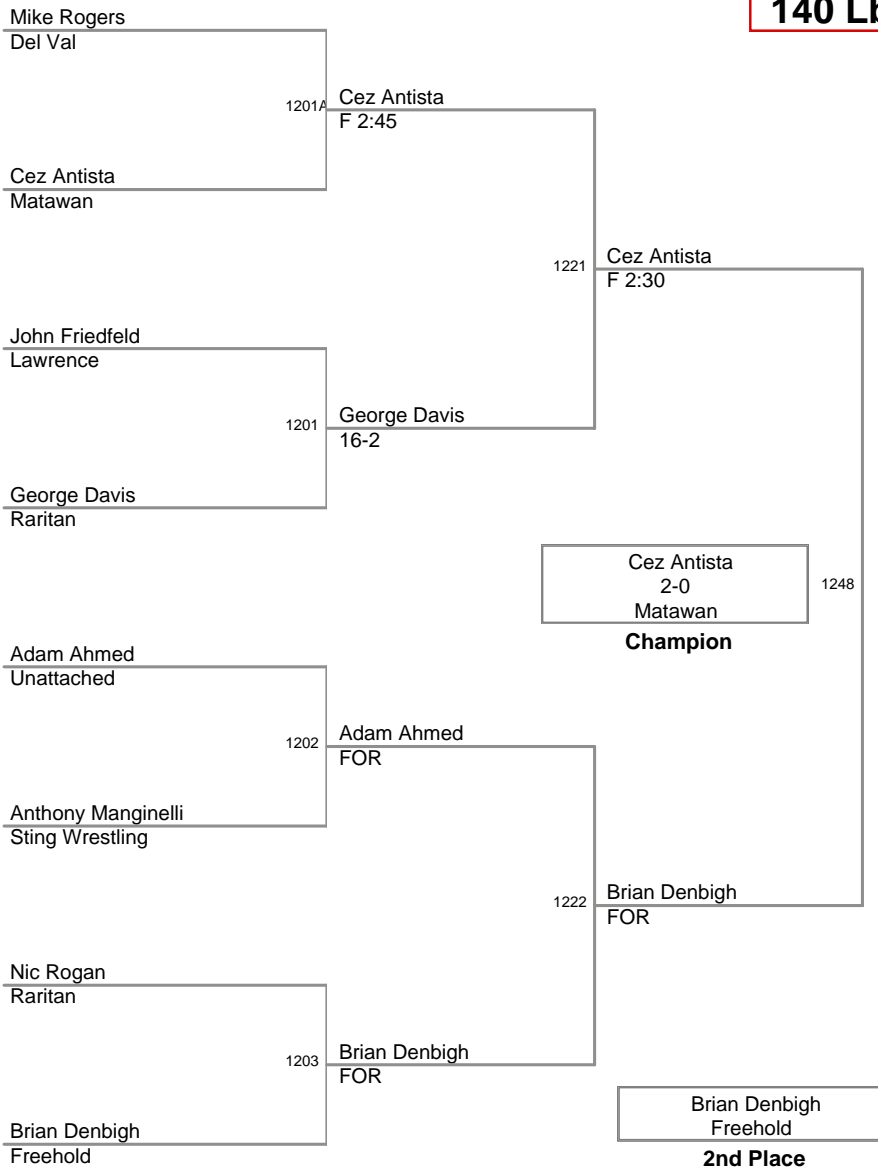 140 Lb
Mike Rogers
Del Val
1201A
Cez Antista
F 2:45
Cez Antista
Matawan
1221
Cez Antista
F 2:30
John Friedfeld
Lawrence
1201
George Davis
16-2
George Davis
Raritan
Cez Antista
2-0
Matawan
1248
Champion
Adam Ahmed
Unattached
1202
Adam Ahmed
FOR
Anthony Manginelli
Sting Wrestling
1222
Brian Denbigh
FOR
Nic Rogan
Raritan
1203
Brian Denbigh
FOR
Brian Denbigh
Freehold
Brian Denbigh
Freehold
2nd Place